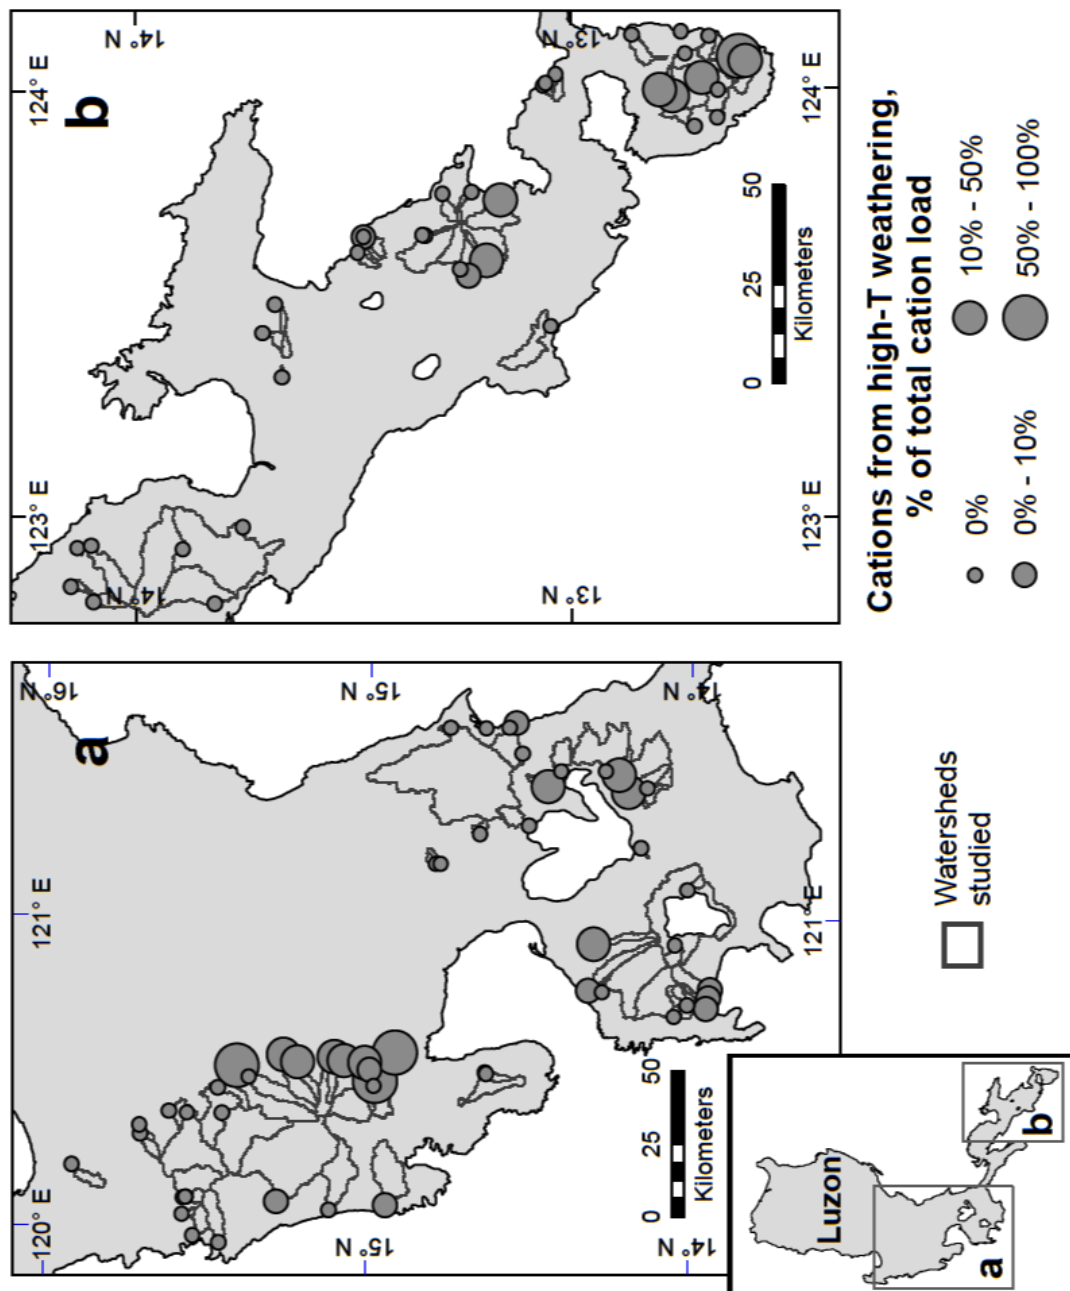 120° E
121° E
16° N
16° N
a
15° N
15° N
14° N
14° N
121° E
0 25 50
Kilometers
Luzon
a
b
123° E
124° E
b
14° N
14° N
13° N
13° N
0 25 50
Kilometers
123° E
124° E
Watersheds
studied
Cations from high-T weathering,
% of total cation load
0%
10% - 50%
0% - 10%
50% - 100%